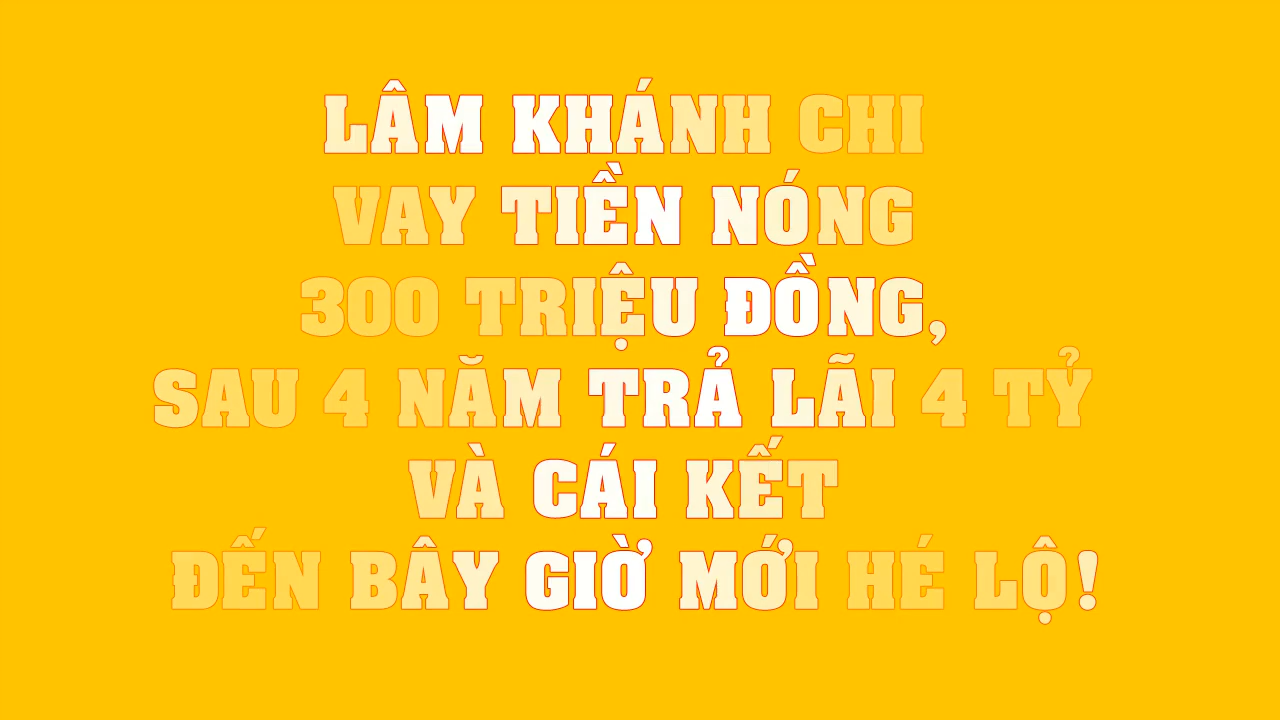 LÂM KHÁNH CHI
VAY TIỀN NÓNG
300 TRIỆU ĐỒNG,
SAU 4 NĂM TRẢ LÃI 4 TỶ
VÀ CÁI KẾT
ĐẾN BÂY GIỜ MỚI HÉ LỘ!